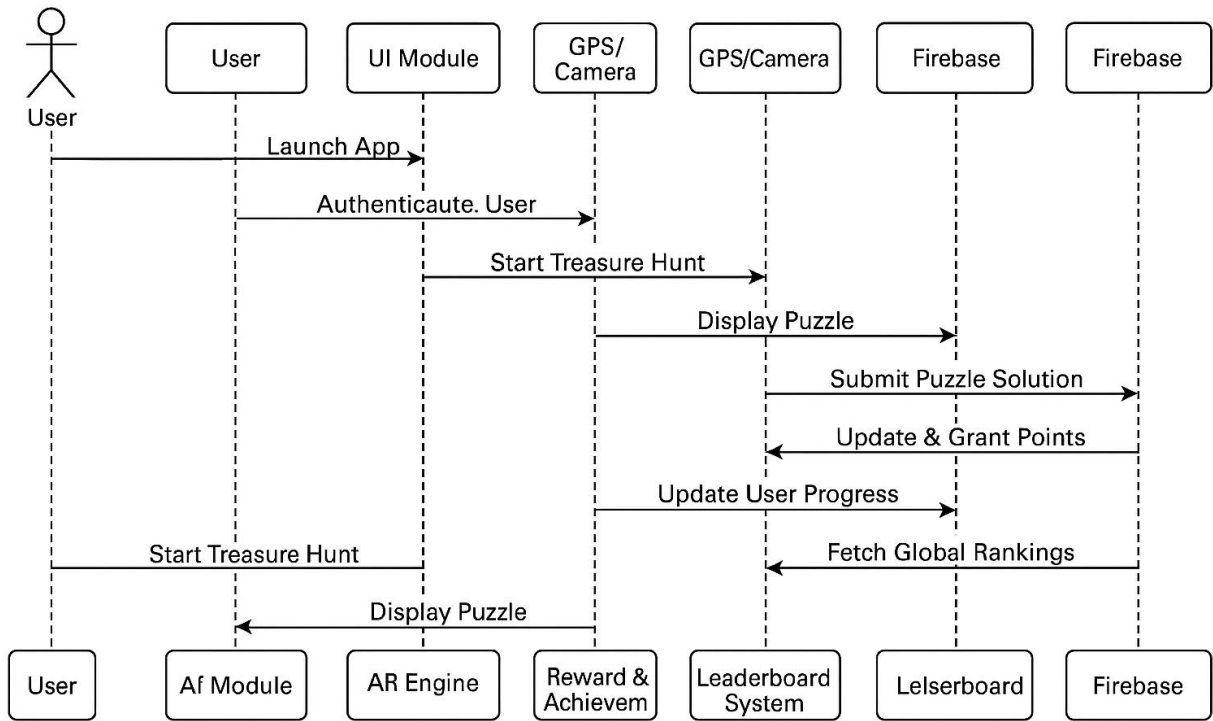 User
User
UI Module
GPS/
Camera
GPS/Camera
Firebase
Firebase
Launch App
Authenticaute. User
Start Treasure Hunt
Display Puzzle
Submit Puzzle Solution
Update & Grant Points
Update User Progress
Start Treasure Hunt
Fetch Global Rankings
Display Puzzle
User
Af Module
AR Engine
Reward &
Achievem
Leaderboard
System
Lelserboard
Firebase